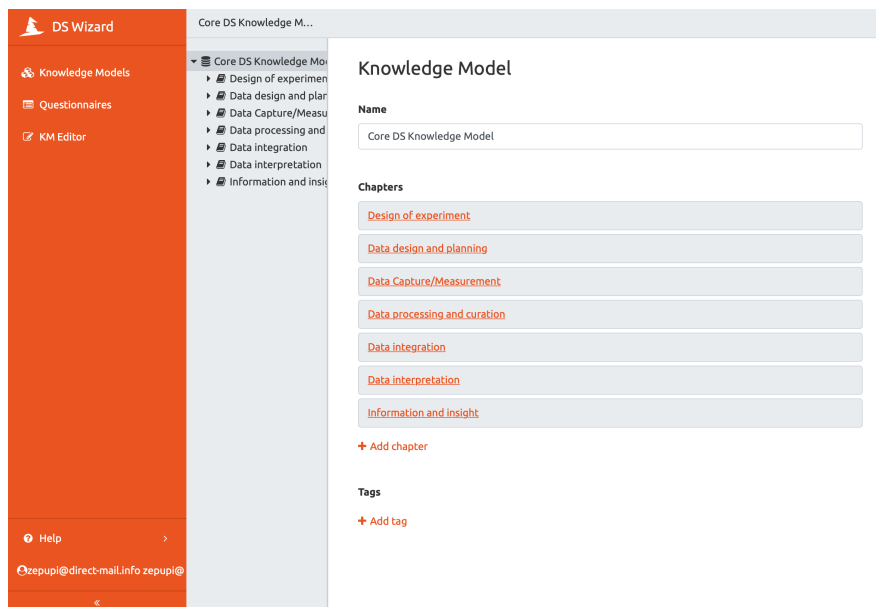 DS Wizard
Knowledge Models
Questionnaires
KM Editor
Help
zepupi@direct-mail.info zepupi@
Core DS Knowledge M...
Core DS Knowledge Mo
Design of experimen
Data design and plan
Data Capture/Measu
Data processing and
Data integration
Data interpretation
Information and insig
Knowledge Model
Name
Core DS Knowledge Model
Chapters
Design of experiment
Data design and planning
Data Capture/Measurement
Data processing and curation
Data integration
Data interpretation
Information and insight
+ Add chapter
Tags
+ Add tag